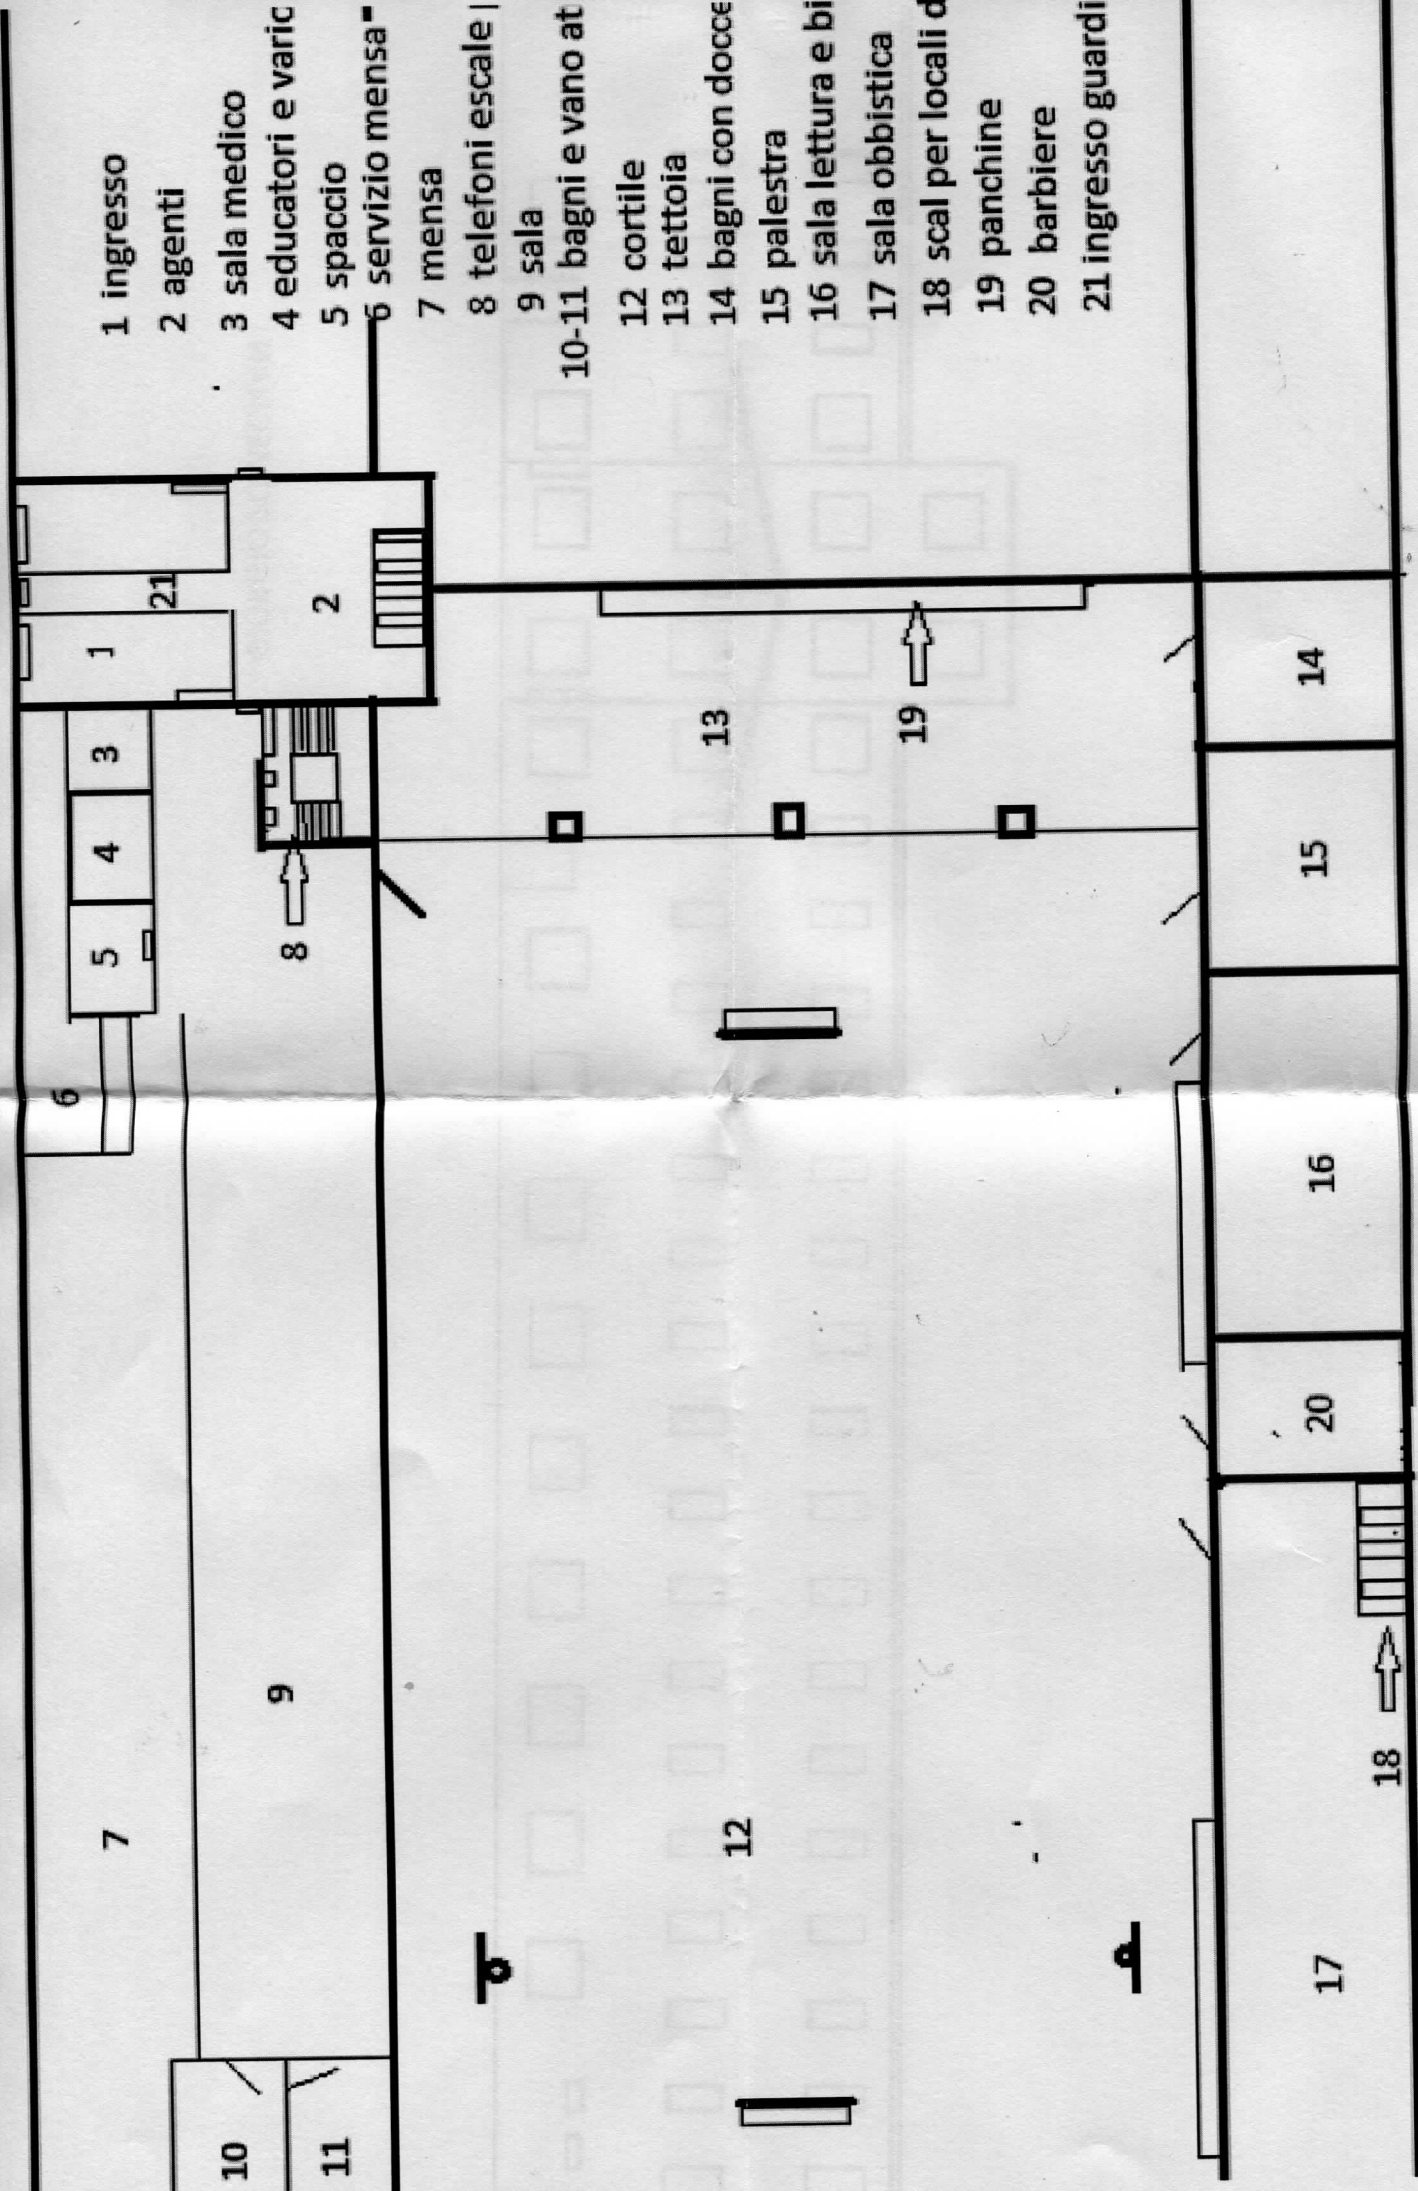 1 ingresso
2 agenti
3 sala medico
4 educatori e varic
5 spaccio
6 servizio mensa
7 mensa
8 telefoni escale
9 sala
10-11 bagni e vano at
12 cortile
13 tettoia
14 bagni con docce
15 palestra
16 sala lettura e bi
17 sala obbistica
18 scal per locali d
19 panchine
20 barbiere
21 ingresso guardi
7
6
5
4
3
1
21
10
11
9
8
2
12
13
19
17
18
20
16
15
14